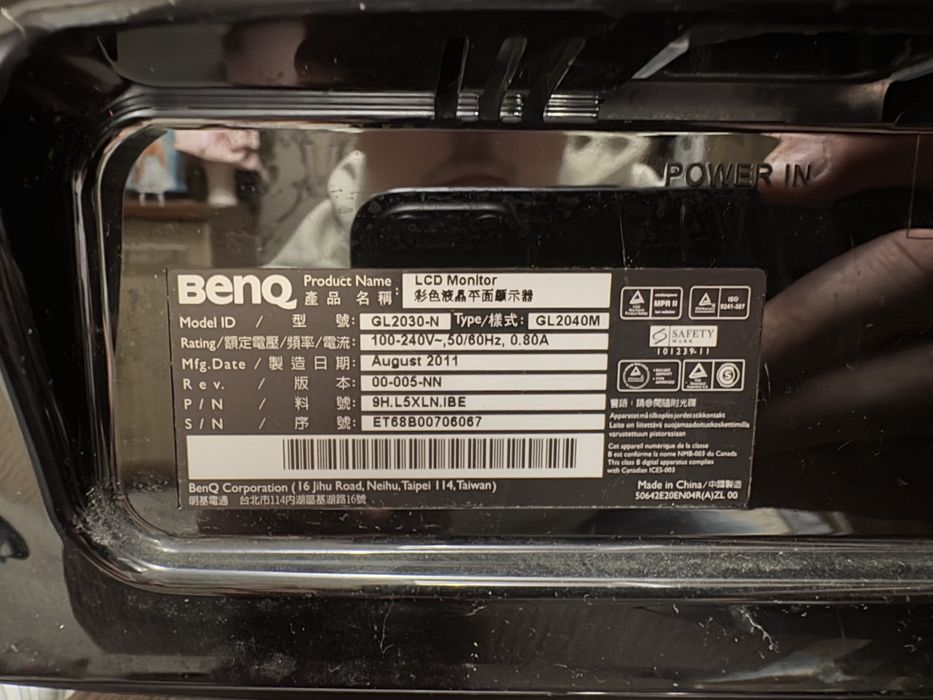 POWER IN
BenQ
Product Name
產品 名稱:
LCD Monitor
彩色液晶平面顯示器
Model ID / 型 號: GL2030-N Type/樣式: GL2040M
Rating/額定電壓/頻率/電流: 100-240V~,50/60Hz, 0.80A
Mfg.Date / 製造日期: August 2011
Rev. / 版 本: 00-005-NN
P/N / 料 號: 9H.L5XLN.IBE
S/N / 序 號: ET68B00706067
BenQ Corporation (16 Jihu Road, Neihu,Taipei 114,Taiwan)
明基電通 台北市114內湖區基湖路16號
MPR II
ISO
9241-307
SAFETY
MARK
101239-11
警語：請參閱隨附光碟
Apparatet må tilkoples jordet stikkontakt
Laite on liitettävä suojamaadoituskoskettimilla
varustettuun pistorasiaan
Cet appareil numérique de la classe
B est conforme la norme NMB-003 du Canada
This class B digital apparatus complies
with Canadian ICES-003
Made in China/中國製造
50642E20EN04R(A)ZL 00